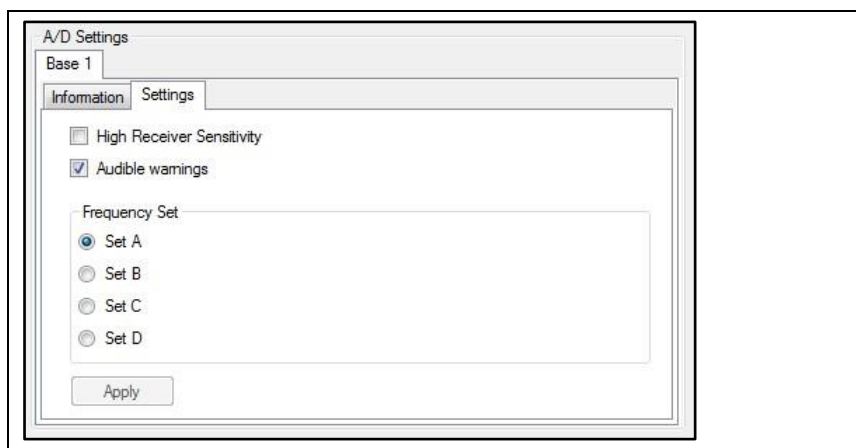 A/D Settings
Base 1
Information Settings
High Receiver Sensitivity
Audible warnings
Frequency Set
Set A
Set B
Set C
Set D
Apply